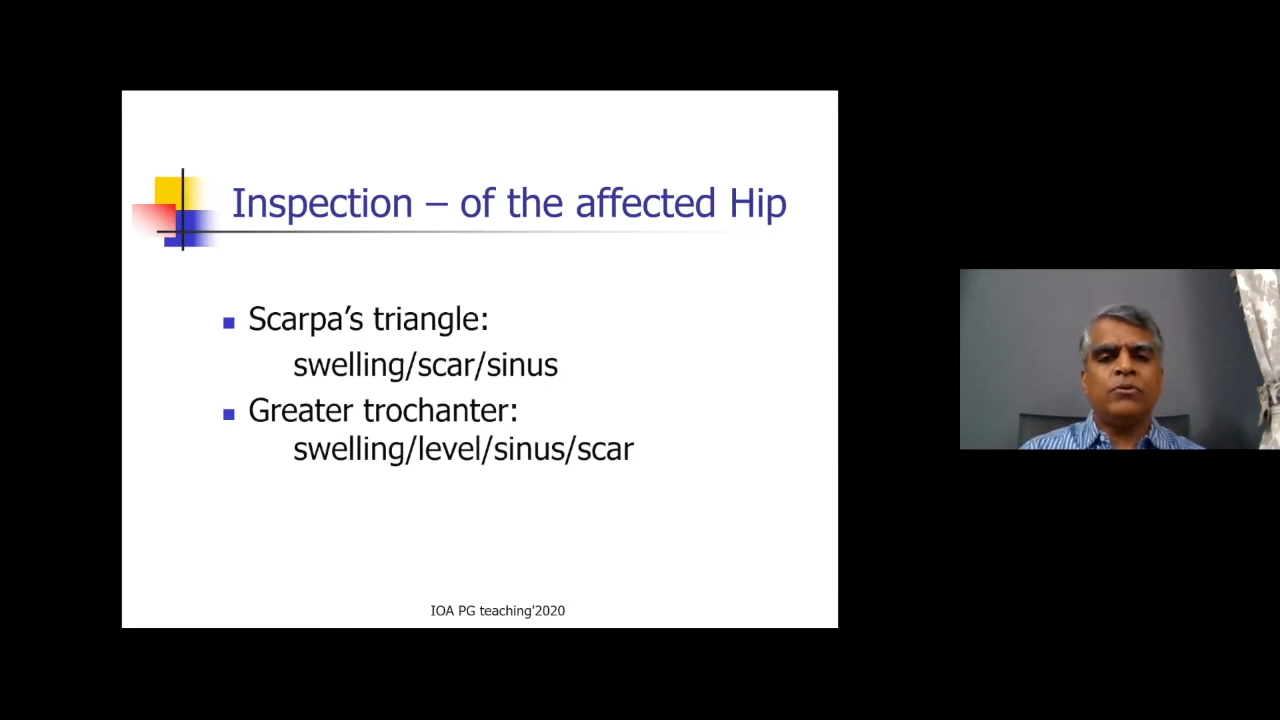 Inspection – of the affected Hip
Scarpa’s triangle:
swelling/scar/sinus
Greater trochanter:
swelling/level/sinus/scar
IOA PG teaching'2020